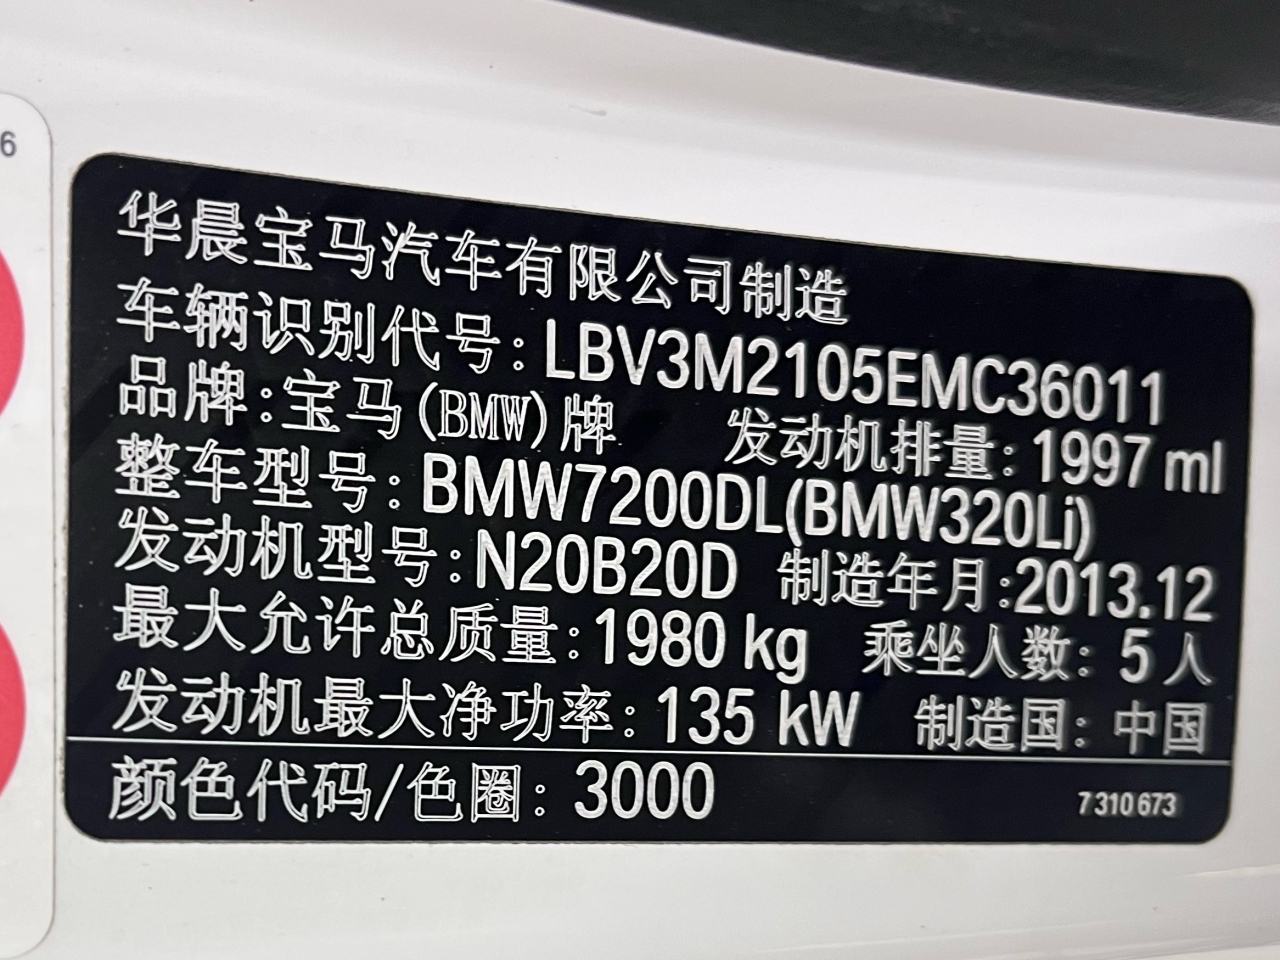 6
华晨宝马汽车有限公司制造
车辆识别代号：LBV3M2105EMC36011
品牌：宝马(BMW)牌 发动机排量：1997 ml
整车型号：BMW7200DL(BMW320Li)
发动机型号：N20B20D 制造年月：2013.12
最大允许总质量：1980 kg 乘坐人数：5人
发动机最大净功率：135 kW 制造国：中国
颜色代码/色圈：3000 7 310 673